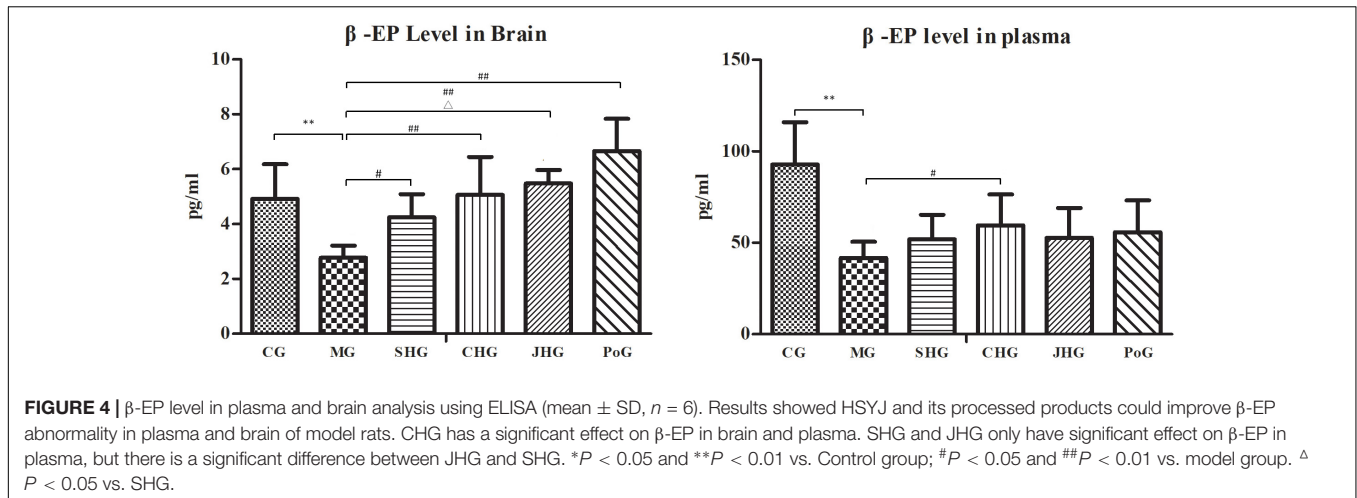 β -EP Level in Brain
10
8
6
4
2
0
pg/ml
**
#
##
##
△
##
CG MG SHG CHG JHG PoG
β -EP level in plasma
150
100
50
0
pg/ml
**
#
CG MG SHG CHG JHG PoG
FIGURE 4 | β-EP level in plasma and brain analysis using ELISA (mean ± SD, n = 6). Results showed HSYJ and its processed products could improve β-EP
abnormality in plasma and brain of model rats. CHG has a significant effect on β-EP in brain and plasma. SHG and JHG only have significant effect on β-EP in
plasma, but there is a significant difference between JHG and SHG. *P < 0.05 and **P < 0.01 vs. Control group; #P < 0.05 and ##P < 0.01 vs. model group. △
P < 0.05 vs. SHG.